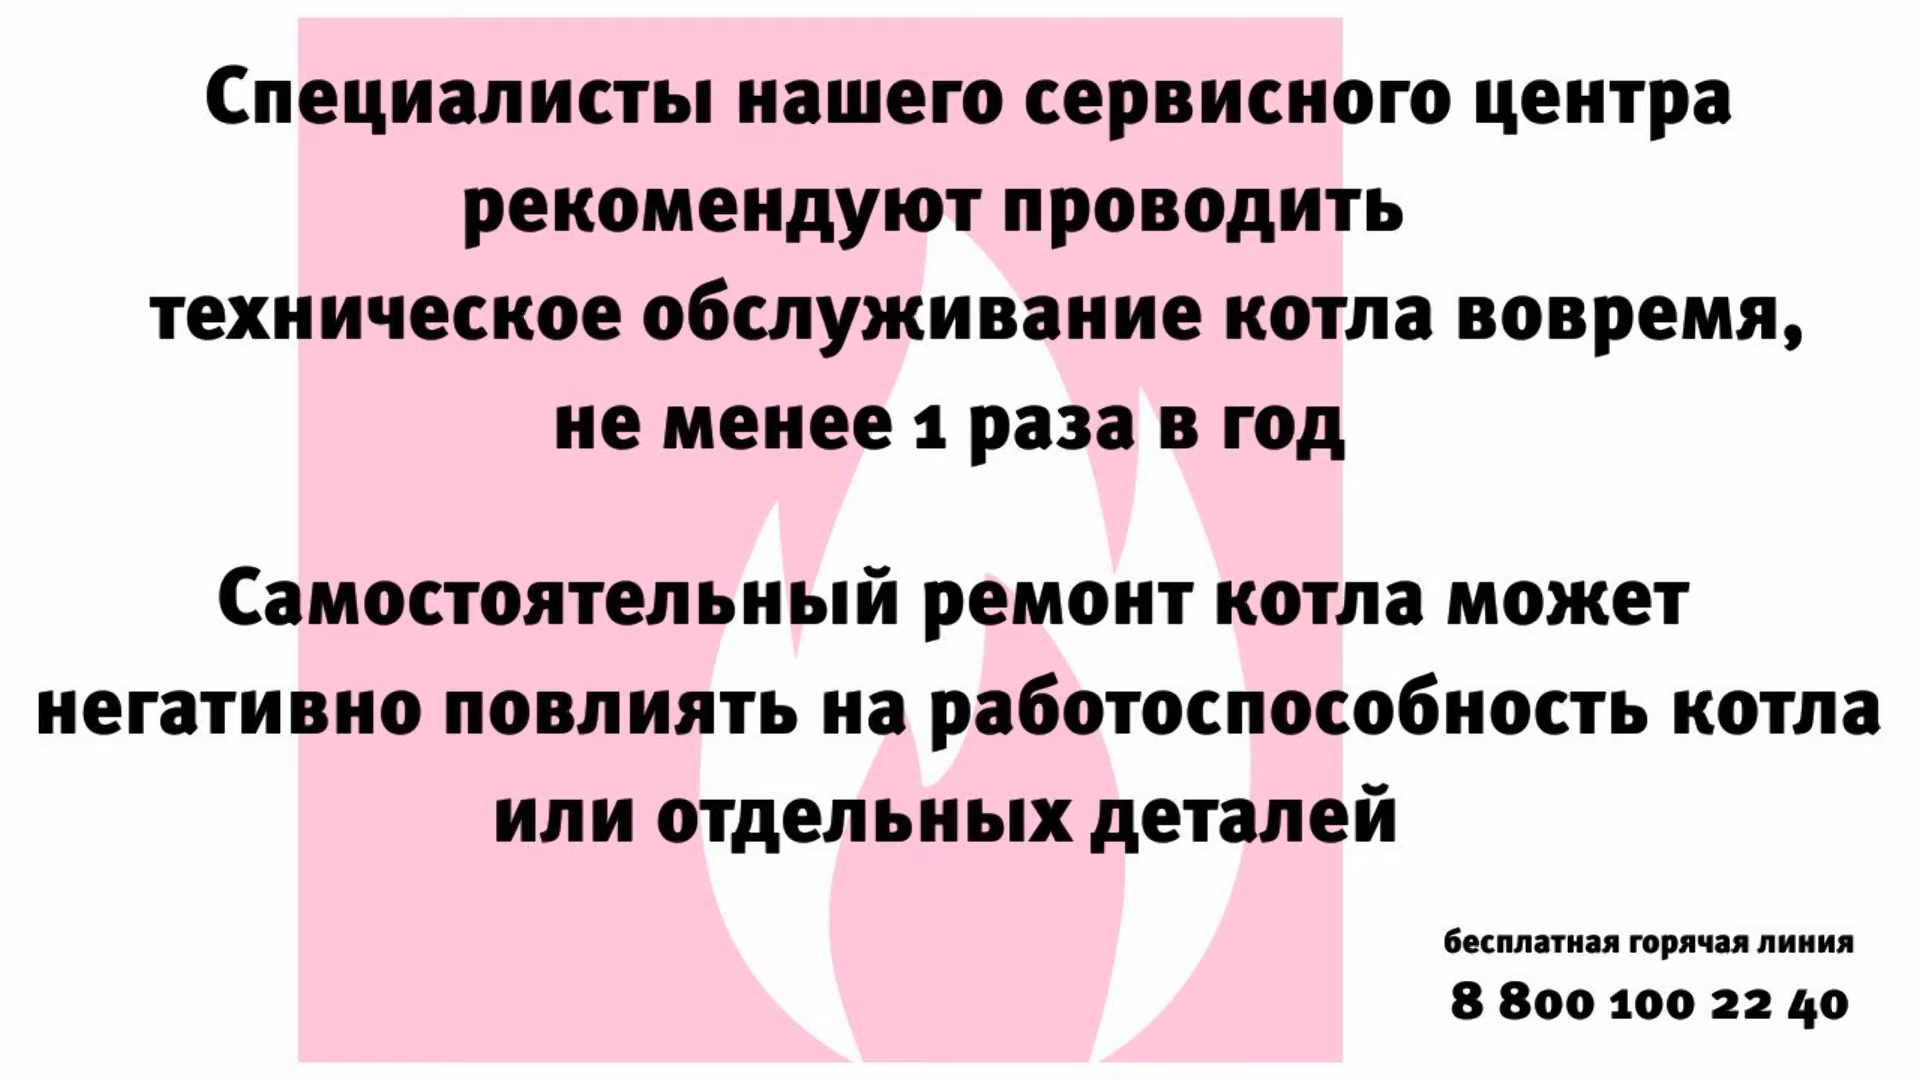 Специалисты нашего сервисного центра
рекомендуют проводить
техническое обслуживание котла вовремя,
не менее 1 раза в год
Самостоятельный ремонт котла может
негативно повлиять на работоспособность котла
или отдельных деталей
бесплатная горячая линия
8 800 100 22 40